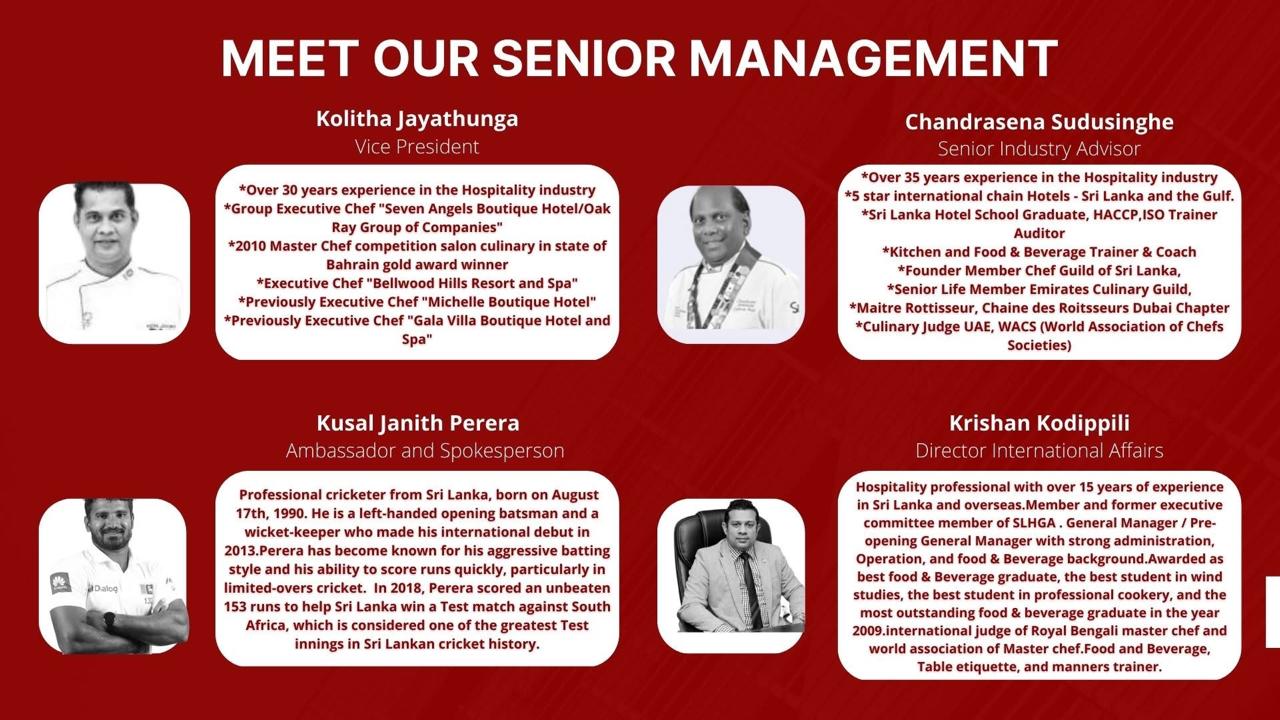 MEET OUR SENIOR MANAGEMENT
Kolitha Jayathunga
Vice President
*Over 30 years experience in the Hospitality industry
*Group Executive Chef "Seven Angels Boutique Hotel/Oak
Ray Group of Companies"
*2010 Master Chef competition salon culinary in state of
Bahrain gold award winner
*Executive Chef "Bellwood Hills Resort and Spa"
*Previously Executive Chef "Michelle Boutique Hotel"
*Previously Executive Chef "Gala Villa Boutique Hotel and
Spa"
Chandrasena Sudusinghe
Senior Industry Advisor
*Over 35 years experience in the Hospitality industry
*5 star international chain Hotels - Sri Lanka and the Gulf.
*Sri Lanka Hotel School Graduate, HACCP,ISO Trainer
Auditor
*Kitchen and Food & Beverage Trainer & Coach
*Founder Member Chef Guild of Sri Lanka,
*Senior Life Member Emirates Culinary Guild,
*Maitre Rottisseur, Chaine des Roitsseurs Dubai Chapter
*Culinary Judge UAE, WACS (World Association of Chefs
Societies)
Kusal Janith Perera
Ambassador and Spokesperson
HUAWEI
Dialog
Professional cricketer from Sri Lanka, born on August
17th, 1990. He is a left-handed opening batsman and a
wicket-keeper who made his international debut in
2013.Perera has become known for his aggressive batting
style and his ability to score runs quickly, particularly in
limited-overs cricket. In 2018, Perera scored an unbeaten
153 runs to help Sri Lanka win a Test match against South
Africa, which is considered one of the greatest Test
innings in Sri Lankan cricket history.
Krishan Kodippili
Director International Affairs
Hospitality professional with over 15 years of experience
in Sri Lanka and overseas.Member and former executive
committee member of SLHGA . General Manager / Pre-
opening General Manager with strong administration,
Operation, and food & Beverage background.Awarded as
best food & Beverage graduate, the best student in wind
studies, the best student in professional cookery, and the
most outstanding food & beverage graduate in the year
2009.international judge of Royal Bengali master chef and
world association of Master chef.Food and Beverage,
Table etiquette, and manners trainer.